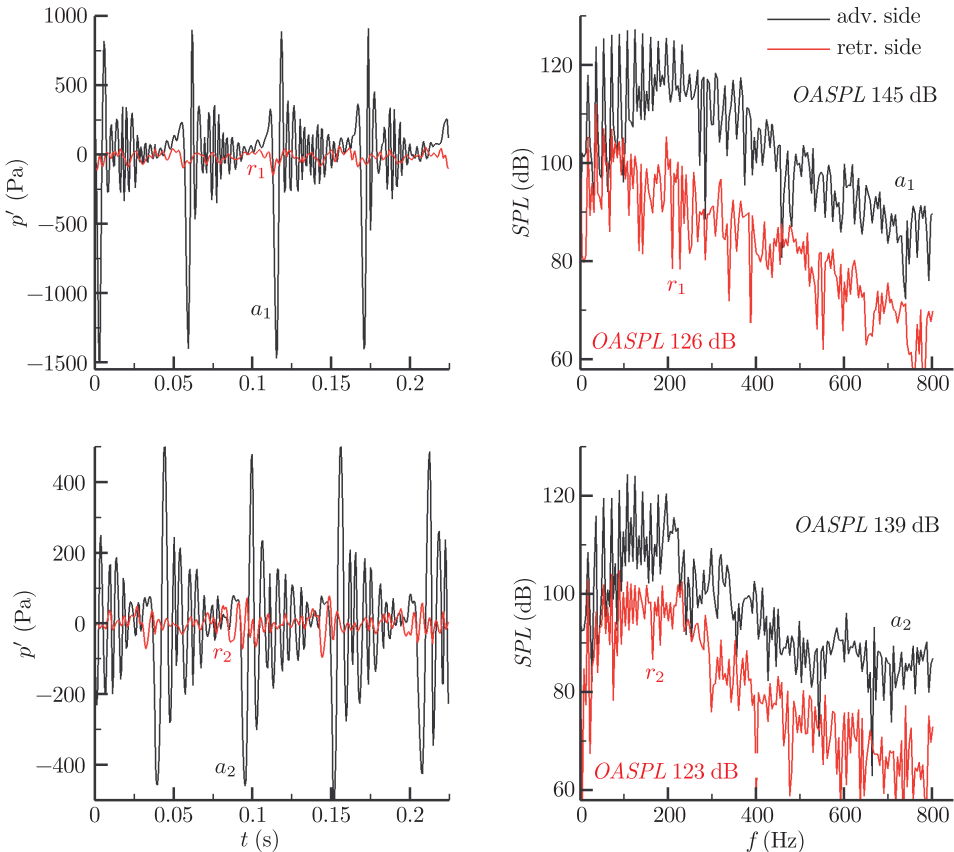 1000
500
0
−500
−1000
−1500
p′ (Pa)
r1
a1
0
0.05
0.1
0.15
0.2
adv. side
retr. side
120
100
80
60
SPL (dB)
OASPL 145 dB
a1
r1
OASPL 126 dB
0
200
400
600
800
400
200
0
−200
−400
p′ (Pa)
r2
a2
0
0.05
0.1
0.15
0.2
t (s)
120
100
80
60
SPL (dB)
OASPL 139 dB
a2
r2
OASPL 123 dB
0
200
400
600
800
f (Hz)